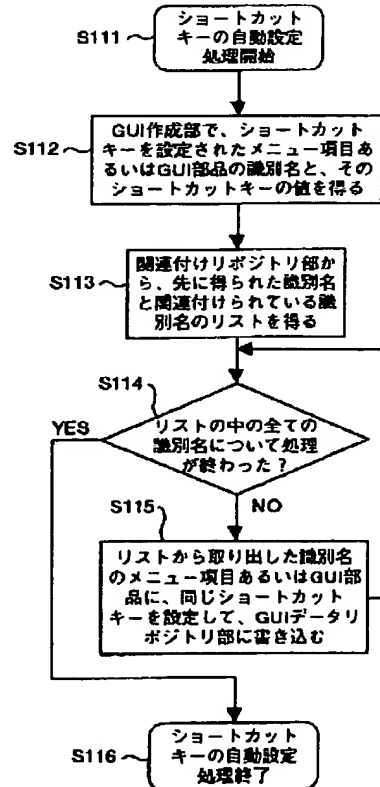 S111
ショートカット
キーの自動設定
処理開始
S112
GUI作成部で、ショートカット
キーを設定されたメニュー項目あ
るいはGUI部品の識別名と、その
ショートカットキーの値を得る
S113
関連付けリポジトリ部か
ら、先に得られた識別名
と関連付けられている識
別名のリストを得る
S114
リストの中の全ての
識別名について処理
が終わった?
YES
NO
S115
リストから取り出した識別名
のメニュー項目あるいはGUI部
品に、同じショートカット
キーを設定して、GUIデータリ
ポジトリ部に書き込む
S116
ショートカット
キーの自動設定
処理終了